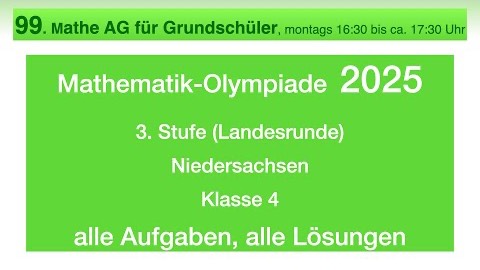 99. Mathe AG für Grundschüler, montags 16:30 bis ca. 17:30 Uhr
Mathematik-Olympiade 2025
3. Stufe (Landesrunde)
Niedersachsen
Klasse 4
alle Aufgaben, alle Lösungen